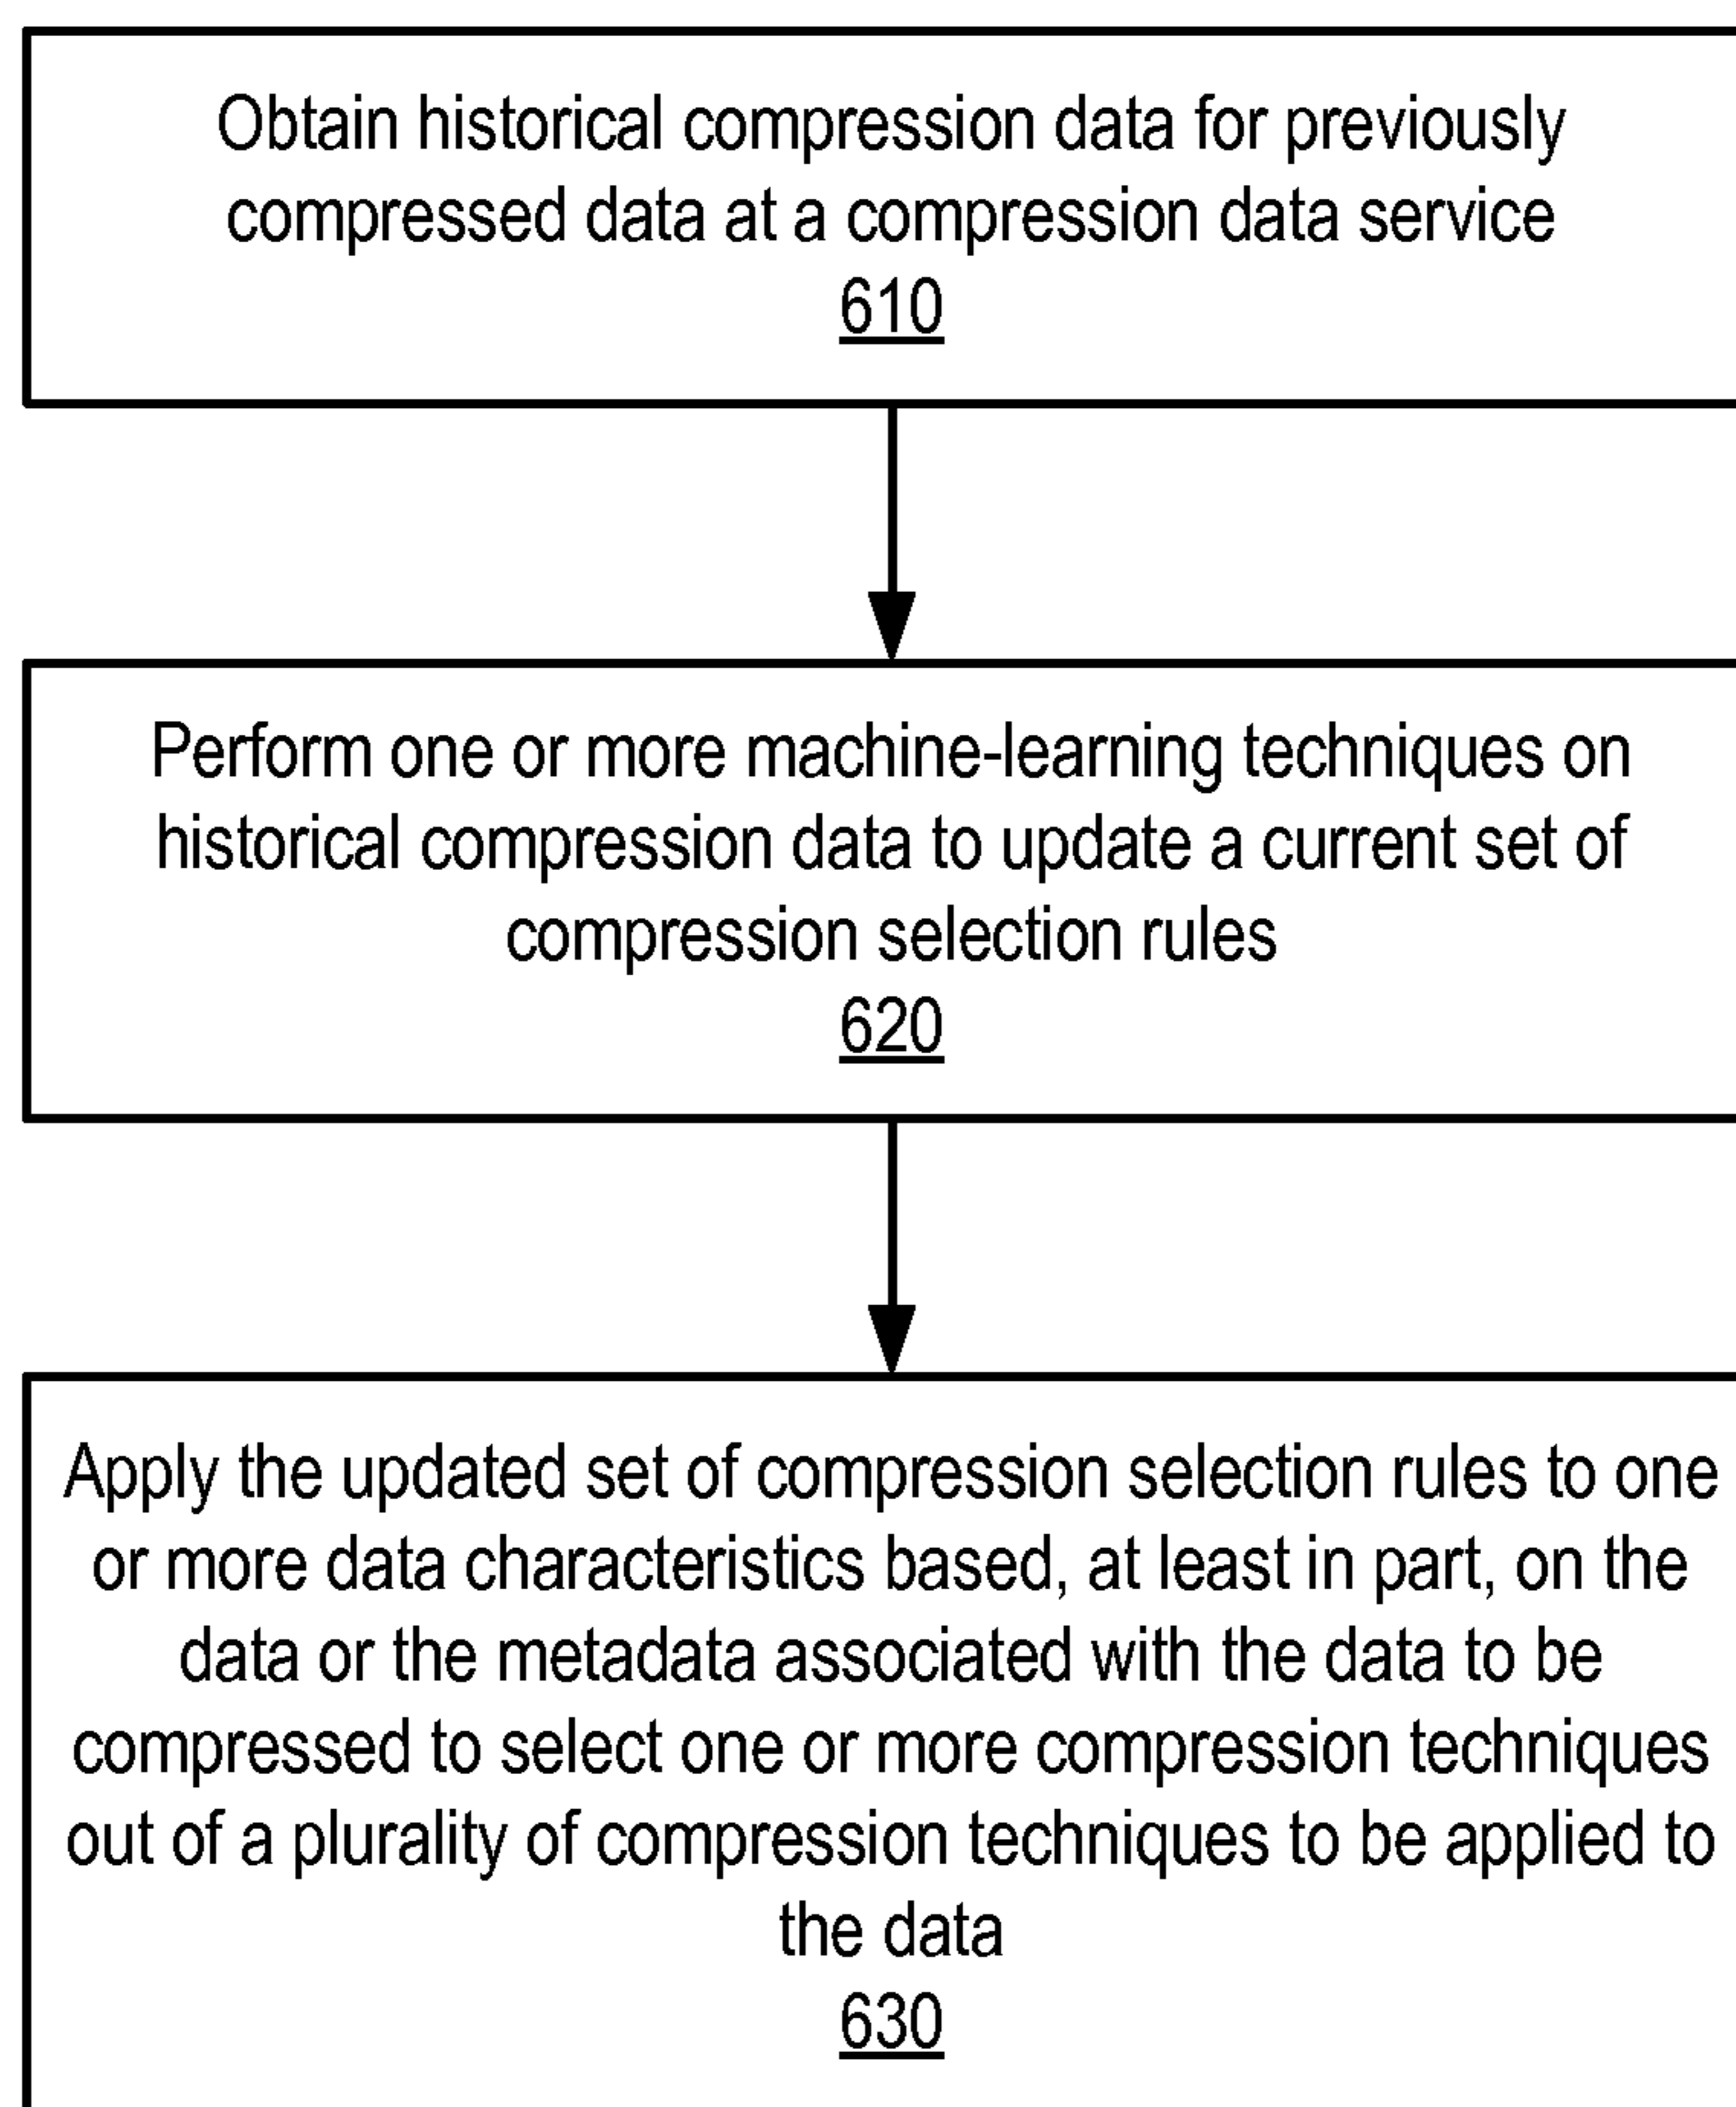 Obtain historical compression data for previously
compressed data at a compression data service
610
Perform one or more machine-learning techniques on
historical compression data to update a current set of
compression selection rules
620
Apply the updated set of compression selection rules to one
or more data characteristics based, at least in part, on the
data or the metadata associated with the data to be
compressed to select one or more compression techniques
out of a plurality of compression techniques to be applied to
the data
630